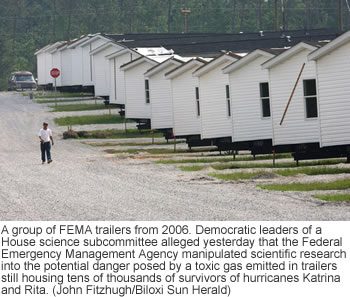 A group of FEMA trailers from 2006. Democratic leaders of a
House science subcommittee alleged yesterday that the Federal
Emergency Management Agency manipulated scientific research
into the potential danger posed by a toxic gas emitted in trailers
still housing tens of thousands of survivors of hurricanes Katrina
and Rita. (John Fitzhugh/Biloxi Sun Herald)